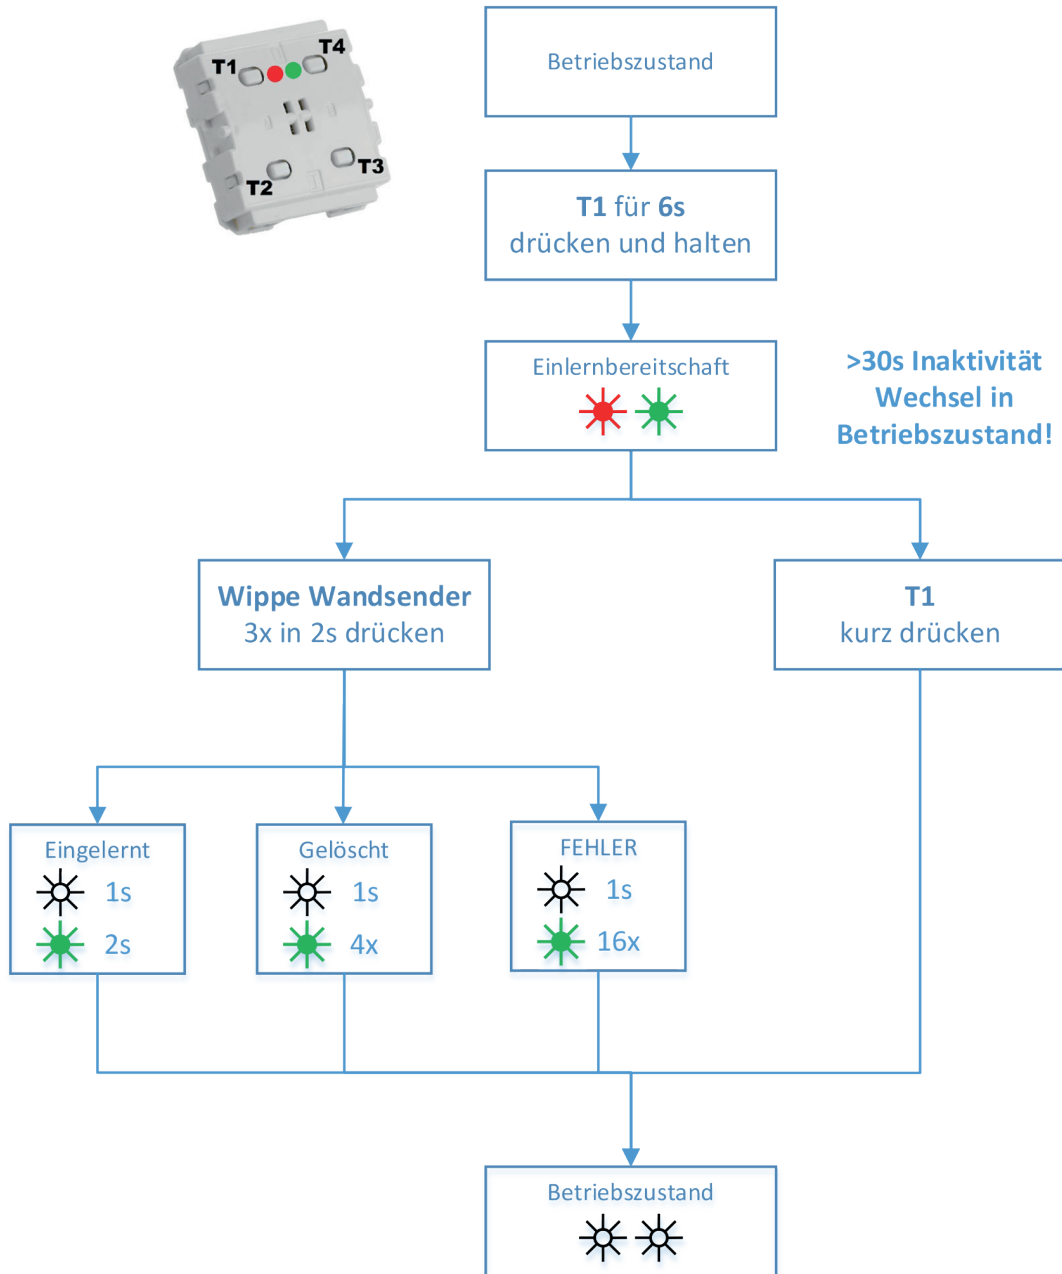 T1
T4
T2
T3
Betriebszustand
T1 für 6s
drücken und halten
Einlernbereitschaft
>30s Inaktivität
Wechsel in
Betriebszustand!
Wippe Wandsender
3x in 2s drücken
T1
kurz drücken
Eingelernt
1s
2s
Gelöscht
1s
4x
FEHLER
1s
16x
Betriebszustand